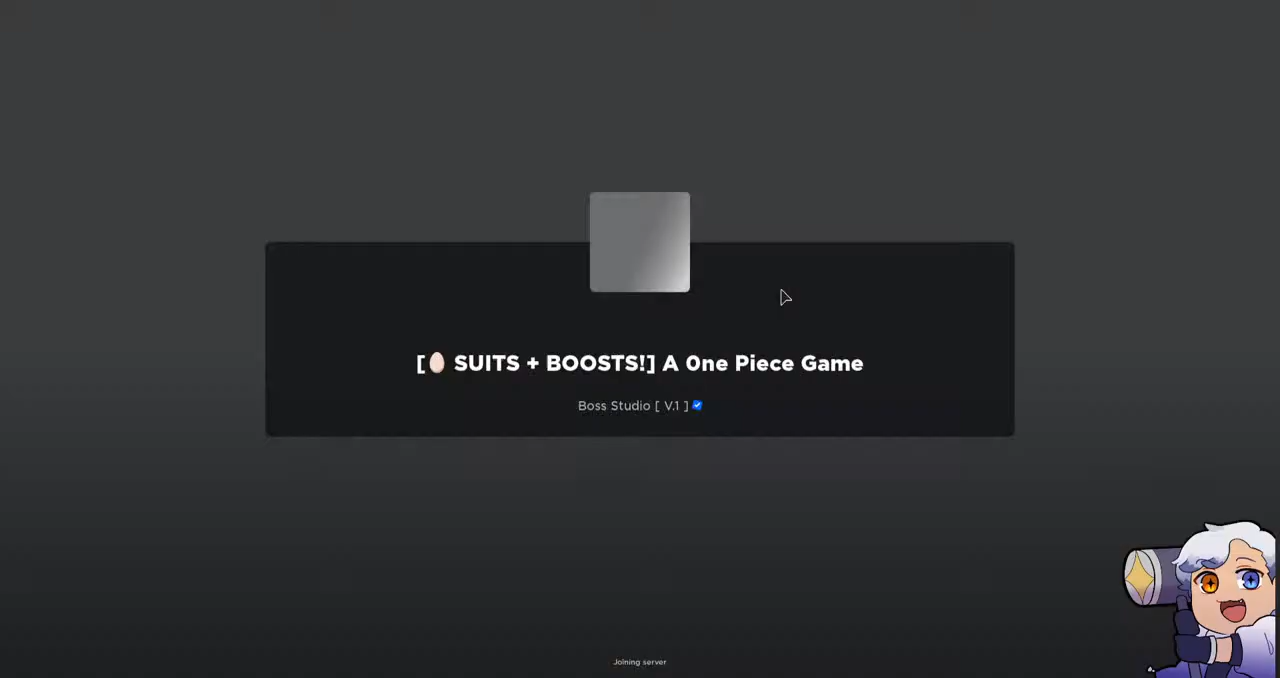 [🥚 SUITS + BOOSTS!] A 0ne Piece Game
Boss Studio [ V.1 ]
Joining server